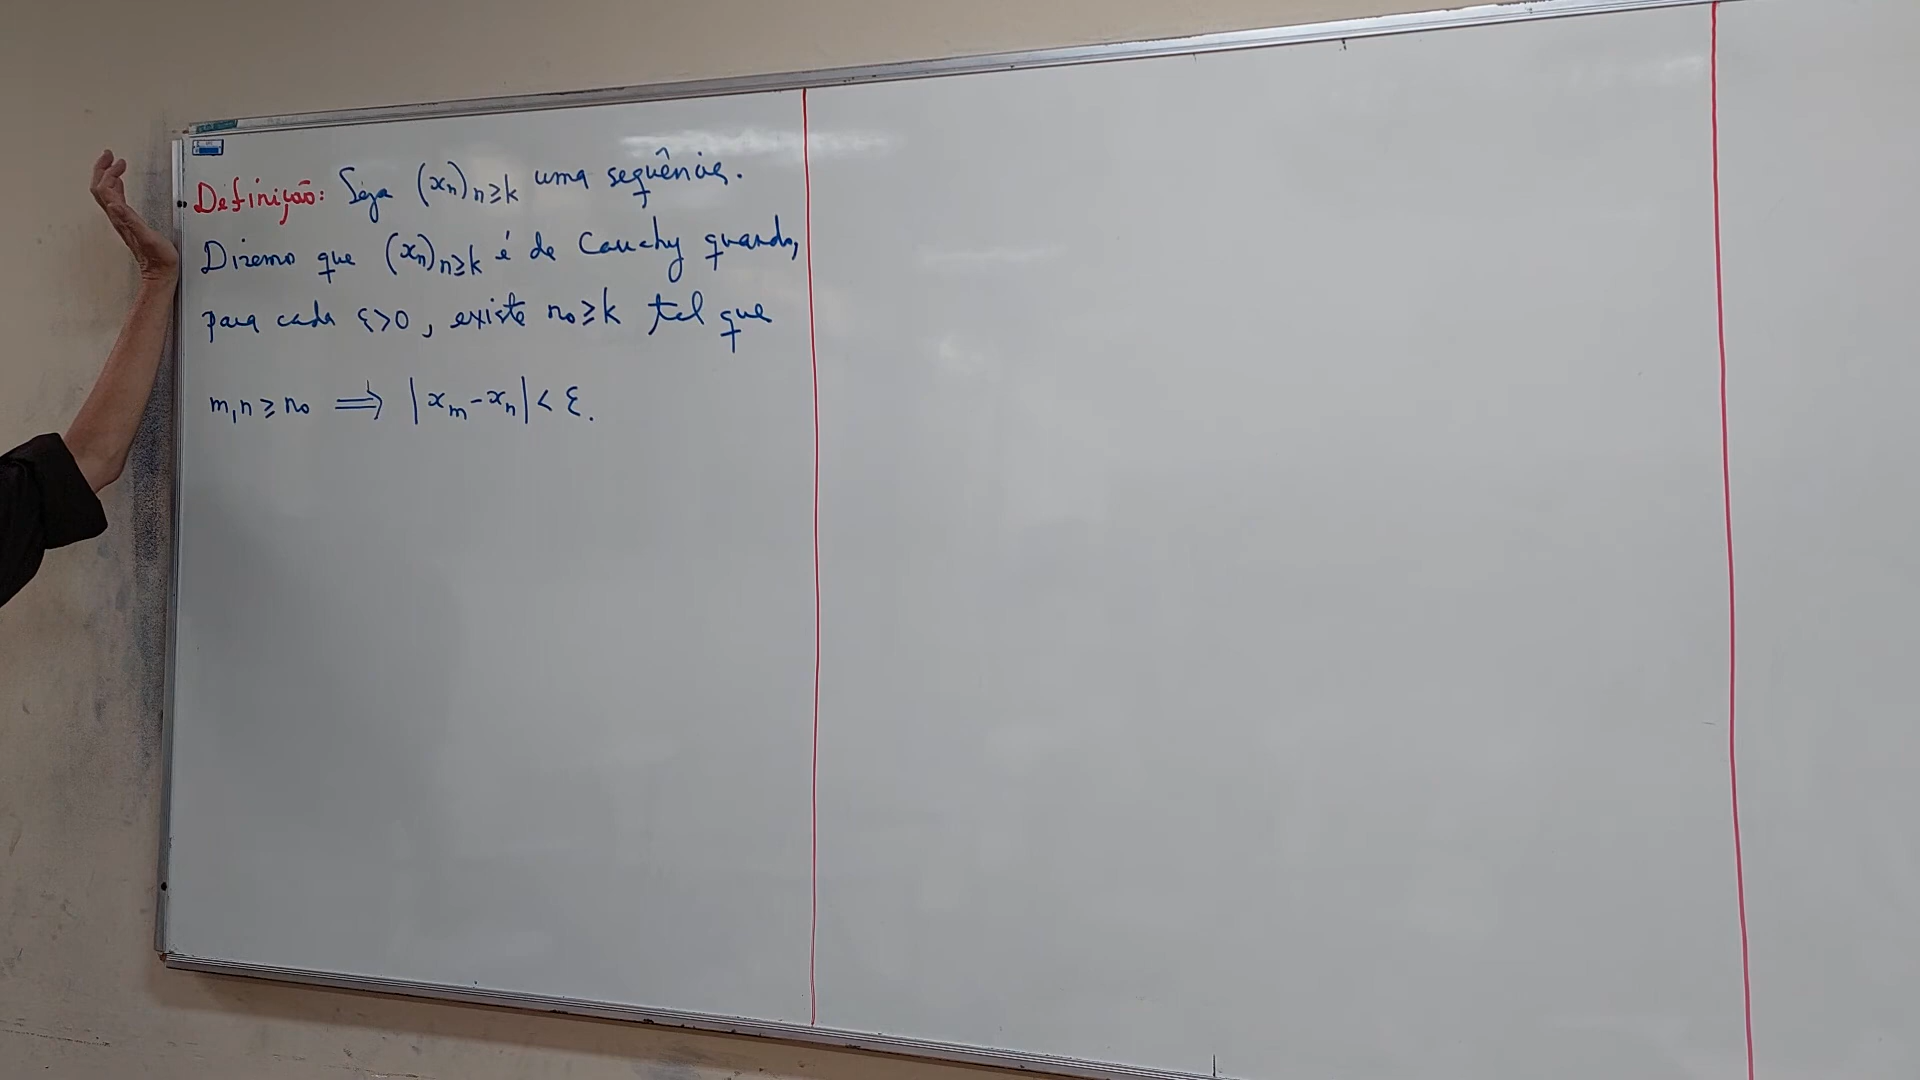 Definição: Seja (xₙ)ₙ≥ₖ uma sequência.
Dizemo que (xₙ)ₙ≥ₖ é de Cauchy quando,
para cada ε>0, existe n₀≥k tal que
m,n ≥ n₀ ⟹ |xₘ-xₙ| < ε.